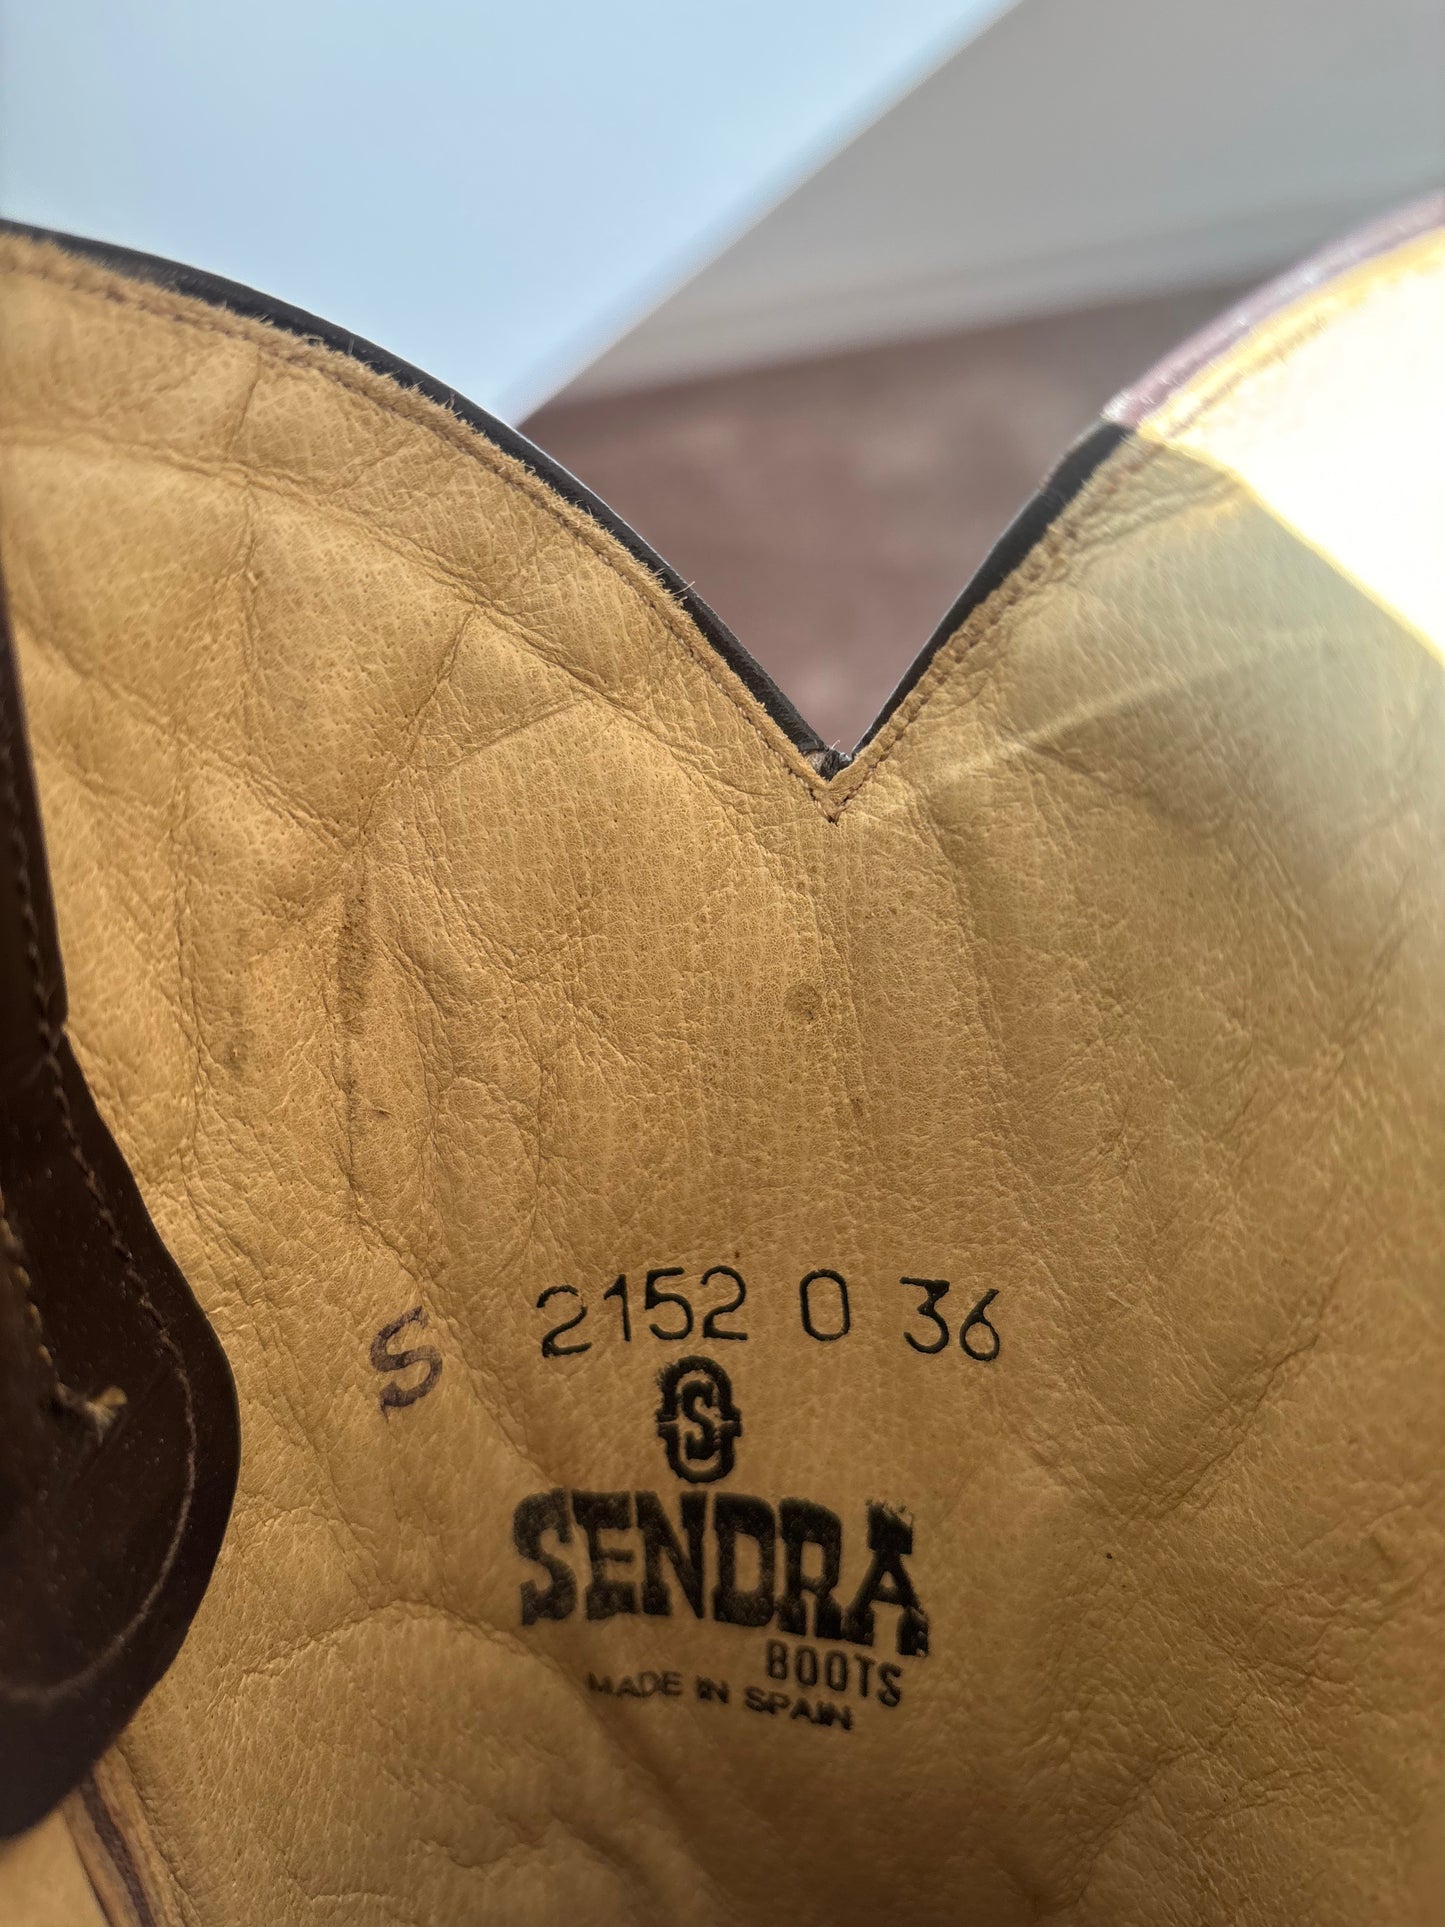 S 2152 0 36
S
SENDRA
BOOTS
MADE IN SPAIN